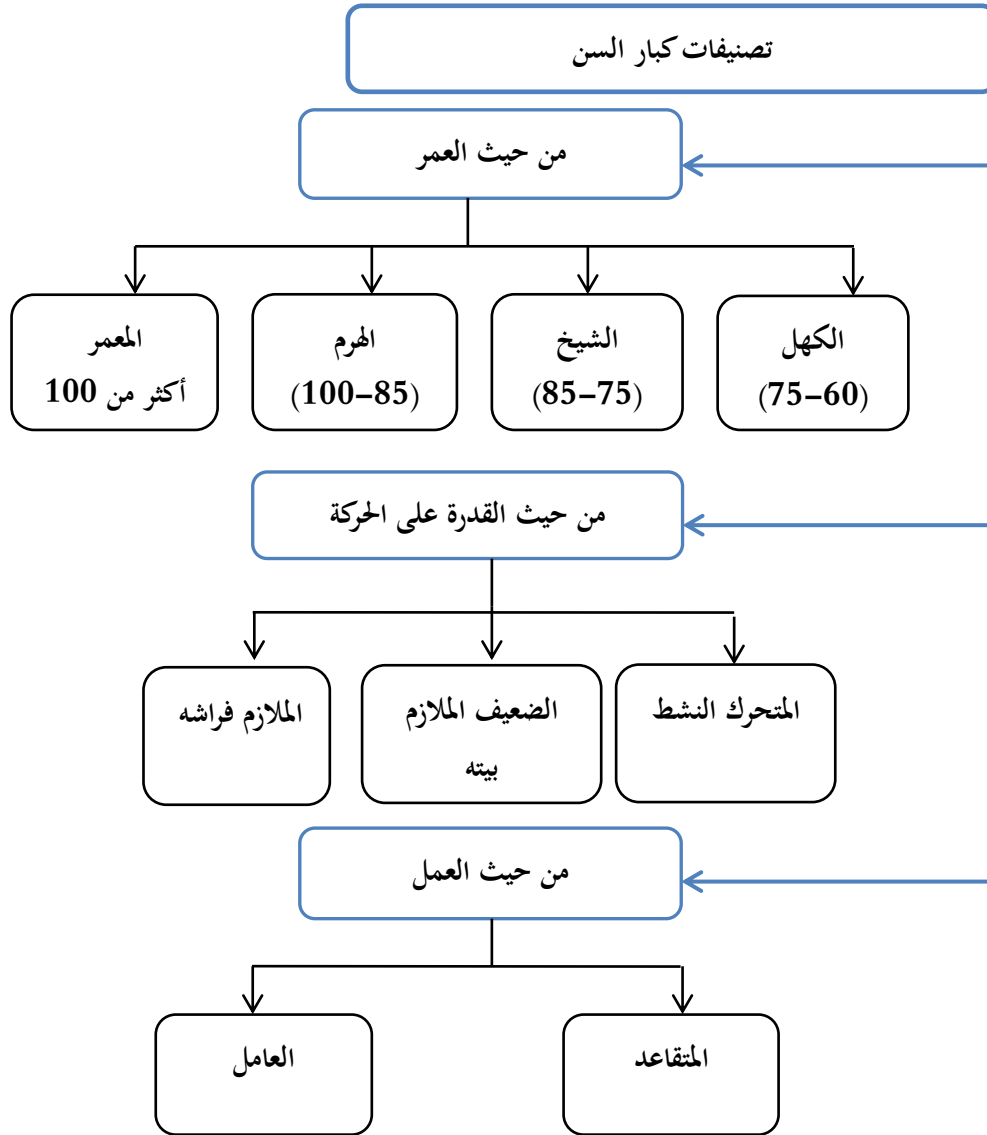 تصنيفات كبار السن
من حيث العمر
الكهل
(60–75)
الشيخ
(75–85)
الهرم
(85–100)
المعمر
أكثر من 100
من حيث القدرة على الحركة
المتحرك النشط
الضعيف الملازم
بيته
الملازم فراشه
من حيث العمل
المتقاعد
العامل